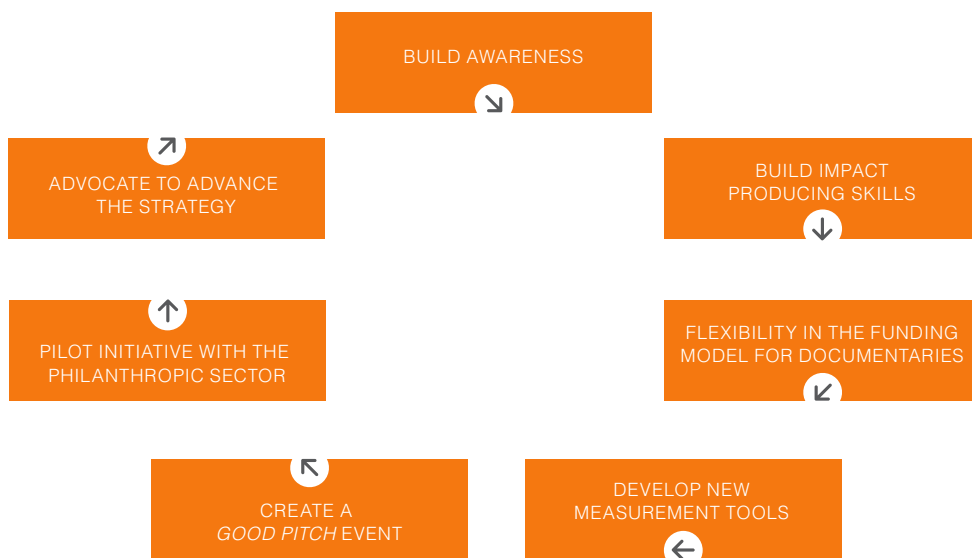 BUILD AWARENESS
BUILD IMPACT
PRODUCING SKILLS
FLEXIBILITY IN THE FUNDING
MODEL FOR DOCUMENTARIES
DEVELOP NEW
MEASUREMENT TOOLS
CREATE A
GOOD PITCH EVENT
PILOT INITIATIVE WITH THE
PHILANTHROPIC SECTOR
ADVOCATE TO ADVANCE
THE STRATEGY